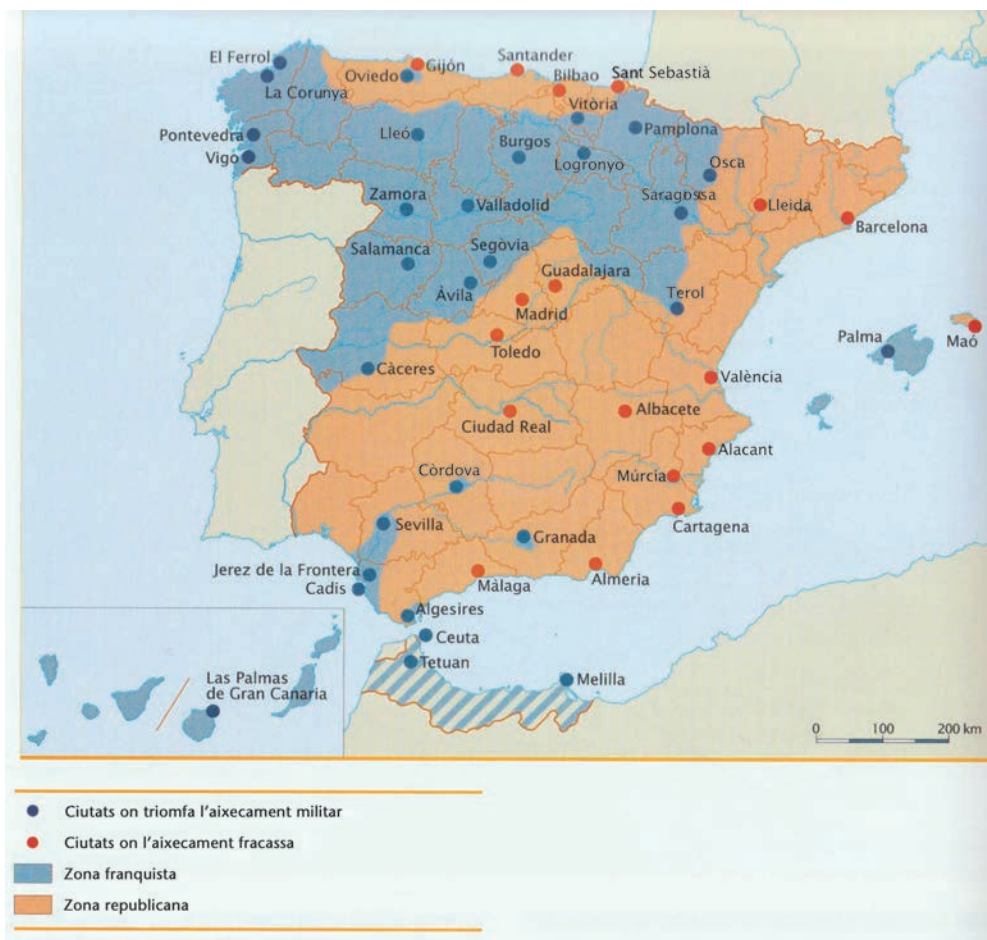 El Ferrol
La Corunya
Oviedo
Gijón
Santander
Bilbao
Sant Sebastià
Vitòria
Pontevedra
Vigo
Lleó
Burgos
Logronyo
Pamplona
Osca
Zamora
Valladolid
Saragossa
Lleida
Barcelona
Salamanca
Segòvia
Àvila
Guadalajara
Madrid
Terol
Toledo
Palma
Maó
Càceres
València
Ciudad Real
Albacete
Alacant
Còrdova
Múrcia
Cartagena
Sevilla
Granada
Jerez de la Frontera
Cadis
Màlaga
Almeria
Algesires
Ceuta
Tetuan
Melilla
Las Palmas
de Gran Canaria
0 100 200 km
Ciutats on triomfa l'aixecament militar
Ciutats on l'aixecament fracassa
Zona franquista
Zona republicana